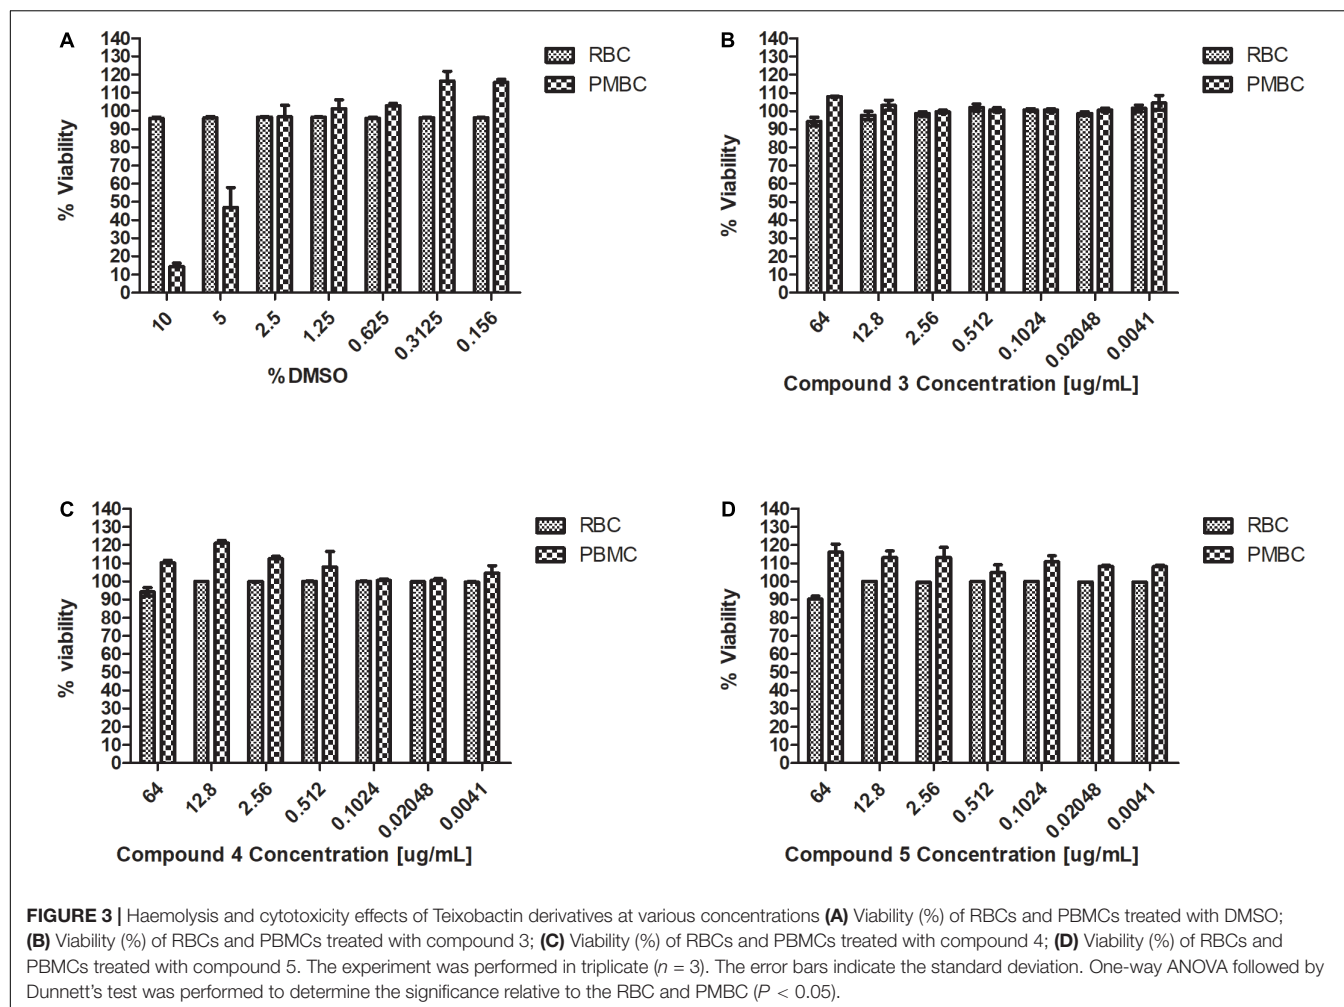 A
140
130
120
110
100
90
80
70
60
50
40
30
20
10
0
% Viability
10 5 2.5 1.25 0.625 0.3125 0.156
%DMSO
RBC
PMBC
B
140
130
120
110
100
90
80
70
60
50
40
30
20
10
0
% Viability
64 12.8 2.56 0.512 0.1024 0.02048 0.0041
Compound 3 Concentration [ug/mL]
RBC
PMBC
C
140
130
120
110
100
90
80
70
60
50
40
30
20
10
0
% viability
64 12.8 2.56 0.512 0.1024 0.02048 0.0041
Compound 4 Concentration [ug/mL]
RBC
PBMC
D
140
130
120
110
100
90
80
70
60
50
40
30
20
10
0
% Viability
64 12.8 2.56 0.512 0.1024 0.02048 0.0041
Compound 5 Concentration [ug/mL]
RBC
PMBC
FIGURE 3 | Haemolysis and cytotoxicity effects of Teixobactin derivatives at various concentrations (A) Viability (%) of RBCs and PBMCs treated with DMSO;
(B) Viability (%) of RBCs and PBMCs treated with compound 3; (C) Viability (%) of RBCs and PBMCs treated with compound 4; (D) Viability (%) of RBCs and
PBMCs treated with compound 5. The experiment was performed in triplicate (n = 3). The error bars indicate the standard deviation. One-way ANOVA followed by
Dunnett's test was performed to determine the significance relative to the RBC and PMBC (P < 0.05).